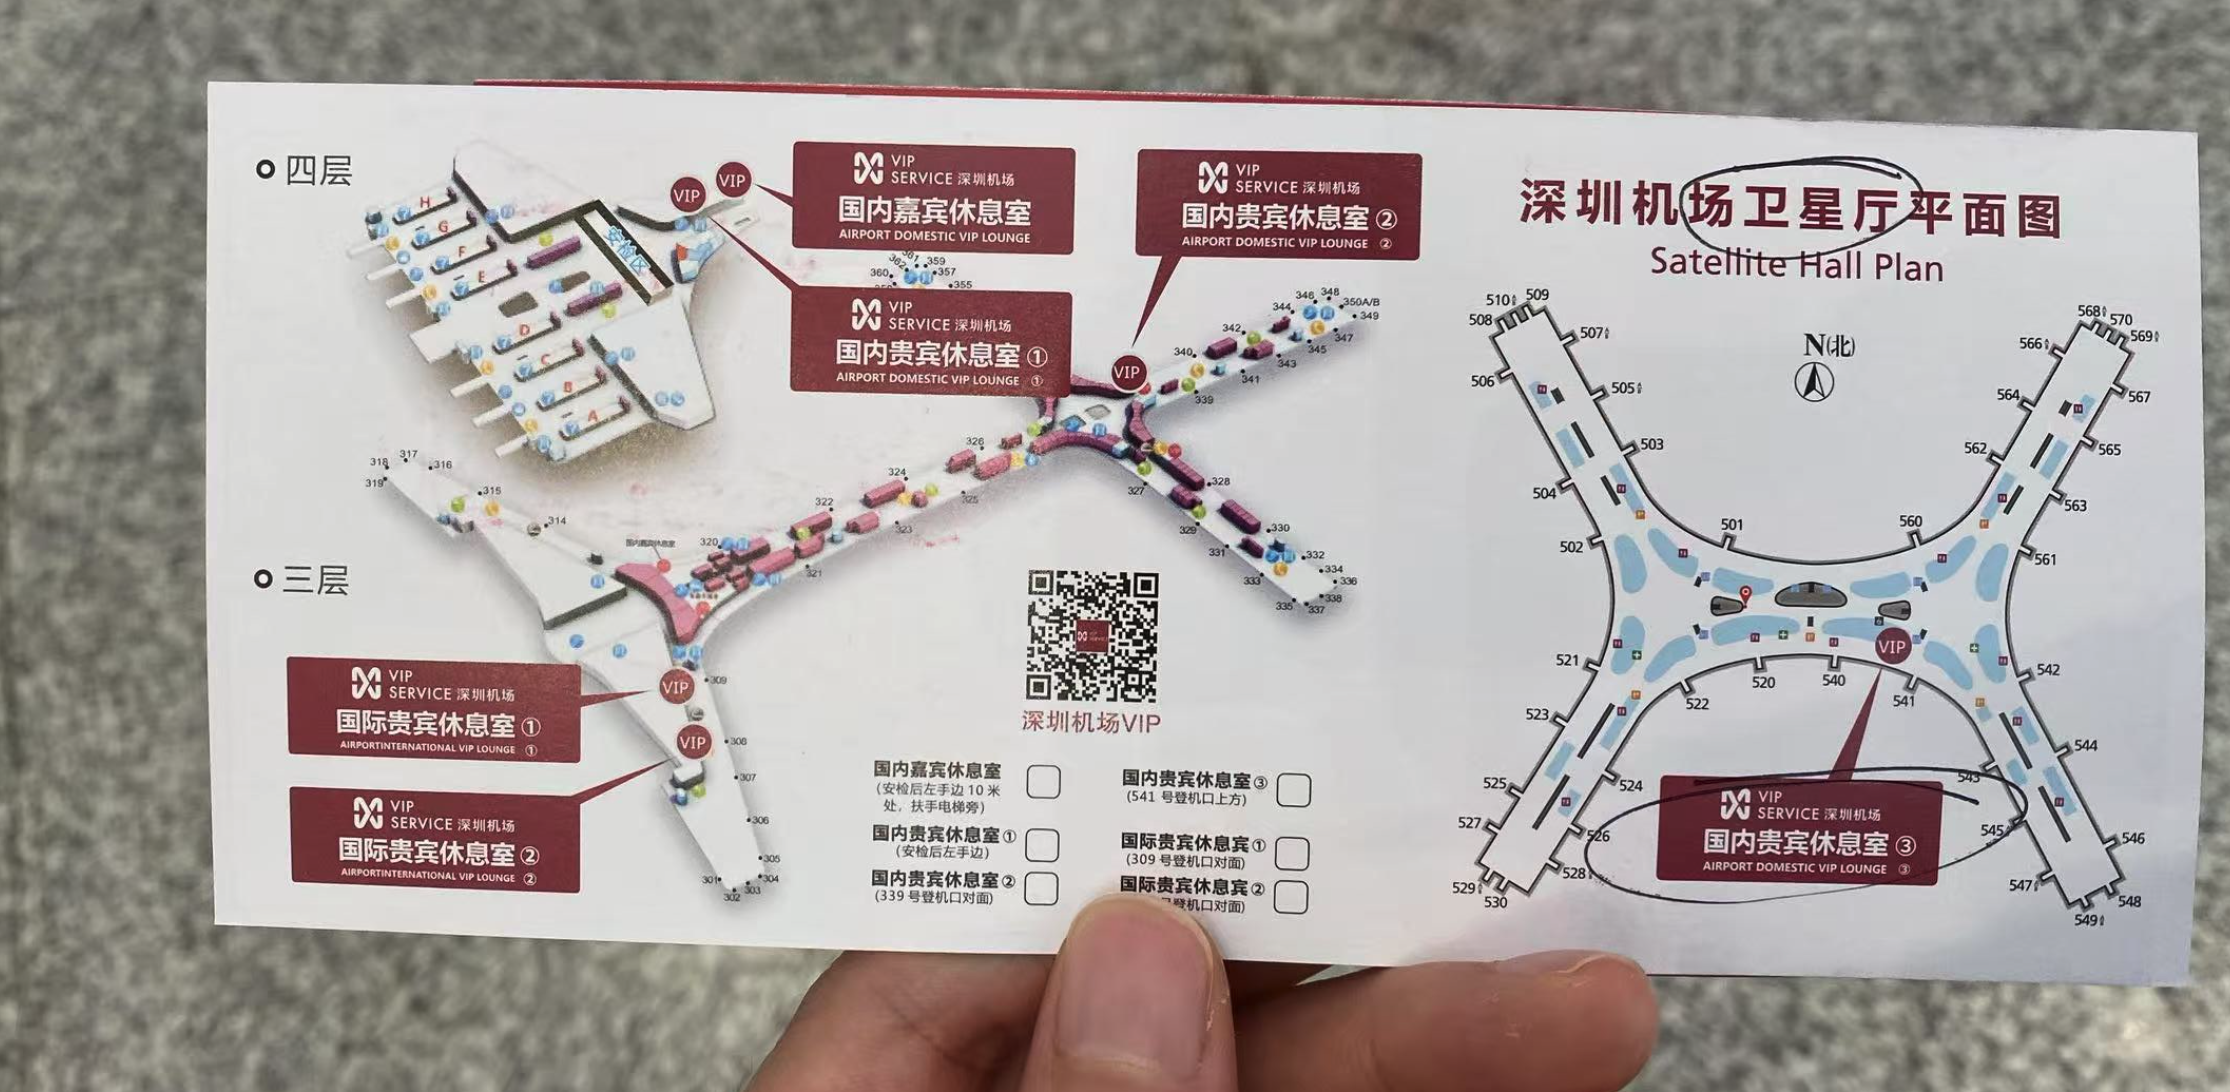 四层
VIP
VIP
VIP
SERVICE 深圳机场
国内嘉宾休息室
AIRPORT DOMESTIC VIP LOUNGE
VIP
SERVICE 深圳机场
国内贵宾休息室 ①
AIRPORT DOMESTIC VIP LOUNGE ①
VIP
SERVICE 深圳机场
国内贵宾休息室 ②
AIRPORT DOMESTIC VIP LOUNGE ②
VIP
H
G
F
E
D
C
B
A
安检区
361
359
362
360
357
355
346
348
350A/B
344
349
342
347
345
340
343
341
339
326
324
325
322
323
320
321
327
328
329
330
331
332
333
334
336
335
337
338
318
317
316
319
315
314
国内嘉宾休息室
三层
VIP
309
VIP
308
307
306
305
304
303
302
301
VIP
SERVICE 深圳机场
国际贵宾休息室 ①
AIRPORTINTERNATIONAL VIP LOUNGE ①
VIP
SERVICE 深圳机场
国际贵宾休息室 ②
AIRPORTINTERNATIONAL VIP LOUNGE ②
深圳机场VIP
国内嘉宾休息室
(安检后左手边 10 米
处，扶手电梯旁)
国内贵宾休息室①
(安检后左手边)
国内贵宾休息室②
(339 号登机口对面)
国内贵宾休息室③
(541 号登机口上方)
国际贵宾休息宾①
(309 号登机口对面)
国际贵宾休息宾②
号登机口对面)
深圳机场卫星厅平面图
Satellite Hall Plan
N(北)
510
509
508
507
506
505
504
503
502
501
560
568
570
569
566
567
564
565
562
563
561
521
522
520
540
541
542
523
524
525
526
527
528
529
530
543
544
545
546
547
548
549
VIP
VIP
SERVICE 深圳机场
国内贵宾休息室 ③
AIRPORT DOMESTIC VIP LOUNGE ③